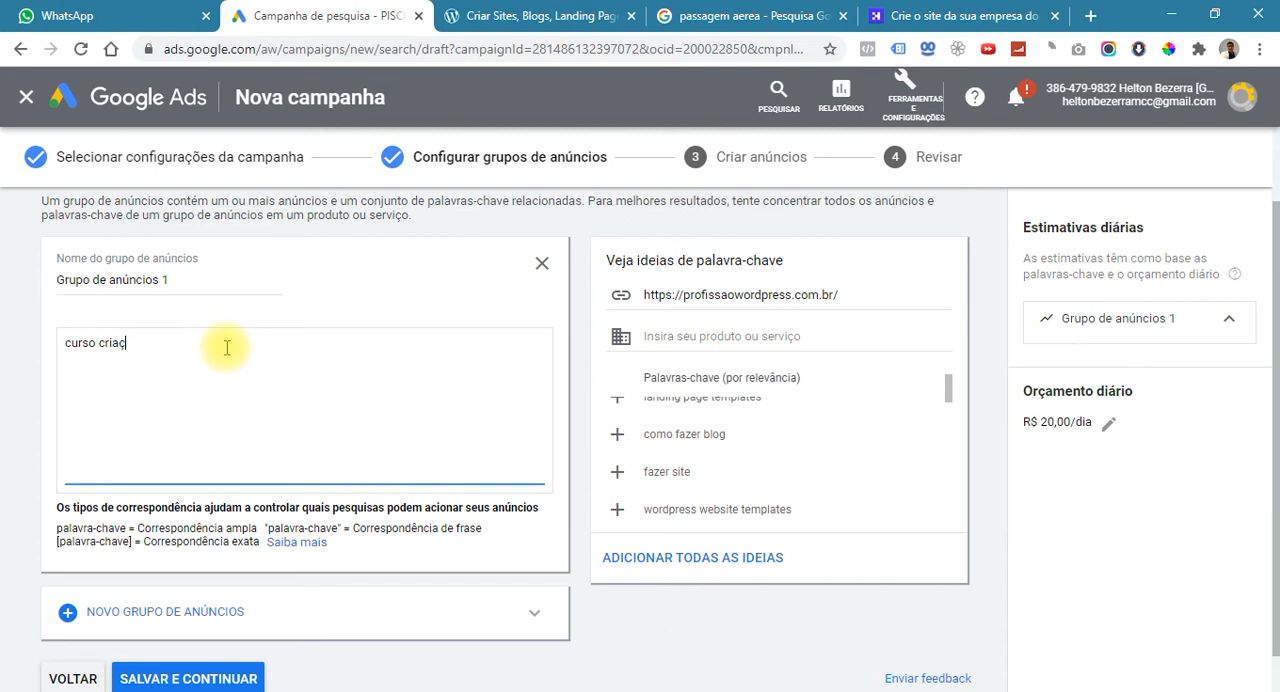 WhatsApp
Campanha de pesquisa - PISCI
Criar Sites, Blogs, Landing Page
passagem aerea - Pesquisa Go
Crie o site da sua empresa do
ads.google.com/aw/campaigns/new/search/draft?campaignId=281486132397072&ocid=200022850&cmpnl...
Google Ads
Nova campanha
PESQUISAR
RELATÓRIOS
FERRAMENTAS
E
CONFIGURAÇÕES
386-479-9832 Helton Bezerra [G...
heltonbezerramcc@gmail.com
Selecionar configurações da campanha
Configurar grupos de anúncios
3 Criar anúncios
4 Revisar
Um grupo de anúncios contém um ou mais anúncios e um conjunto de palavras-chave relacionadas. Para melhores resultados, tente concentrar todos os anúncios e
palavras-chave de um grupo de anúncios em um produto ou serviço.
Nome do grupo de anúncios
Grupo de anúncios 1
curso criaç
Os tipos de correspondência ajudam a controlar quais pesquisas podem acionar seus anúncios
palavra-chave = Correspondência ampla "palavra-chave" = Correspondência de frase
[palavra-chave] = Correspondência exata Saiba mais
NOVO GRUPO DE ANÚNCIOS
VOLTAR
SALVAR E CONTINUAR
Veja ideias de palavra-chave
https://profissaowordpress.com.br/
Insira seu produto ou serviço
Palavras-chave (por relevância)
landing page templates
como fazer blog
fazer site
wordpress website templates
ADICIONAR TODAS AS IDEIAS
Enviar feedback
Estimativas diárias
As estimativas têm como base as
palavras-chave e o orçamento diário
Grupo de anúncios 1
Orçamento diário
R$ 20,00/dia